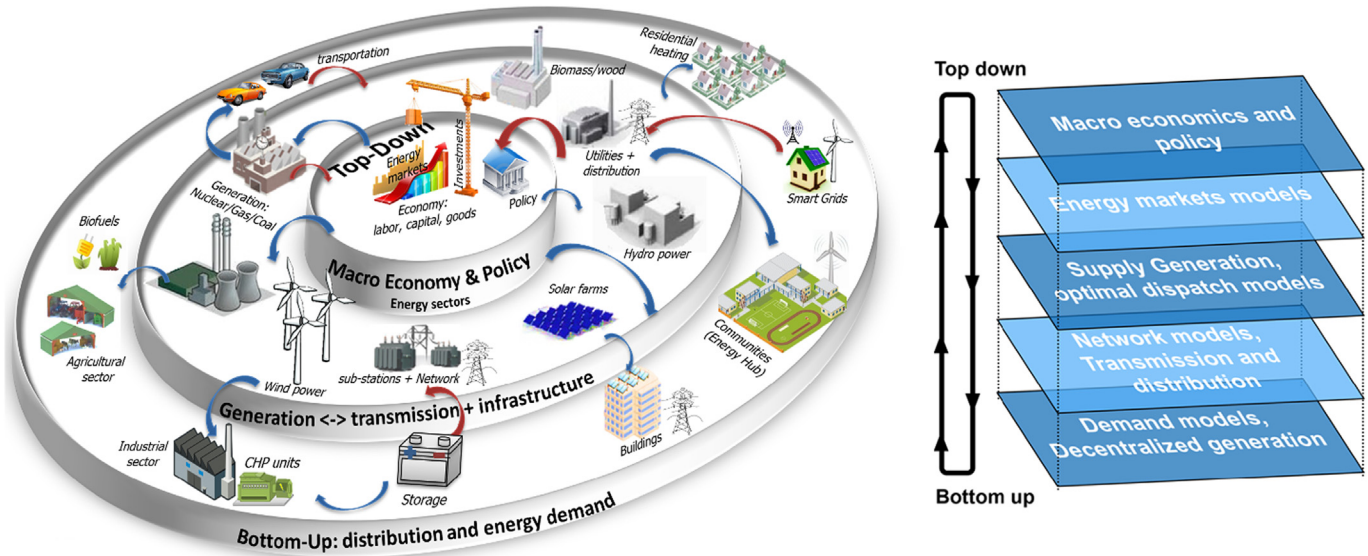 transportation
Biomass/wood
Residential
heating
Top-Down
Energy
markets
Investments
Economy:
labor, capital, goods
Policy
Utilities +
distribution
Smart Grids
Generation:
Nuclear/Gas/Coal
Biofuels
Hydro power
Macro Economy & Policy
Energy sectors
Solar farms
Communities
(Energy Hub)
Agricultural
sector
Wind power
sub-stations + Network
Generation <-> transmission + infrastructure
Buildings
Industrial
sector
CHP units
Storage
Bottom-Up: distribution and energy demand
Top down
Macro economics and
policy
Energy markets models
Supply Generation,
optimal dispatch models
Network models,
Transmission and
distribution
Demand models,
Decentralized generation
Bottom up